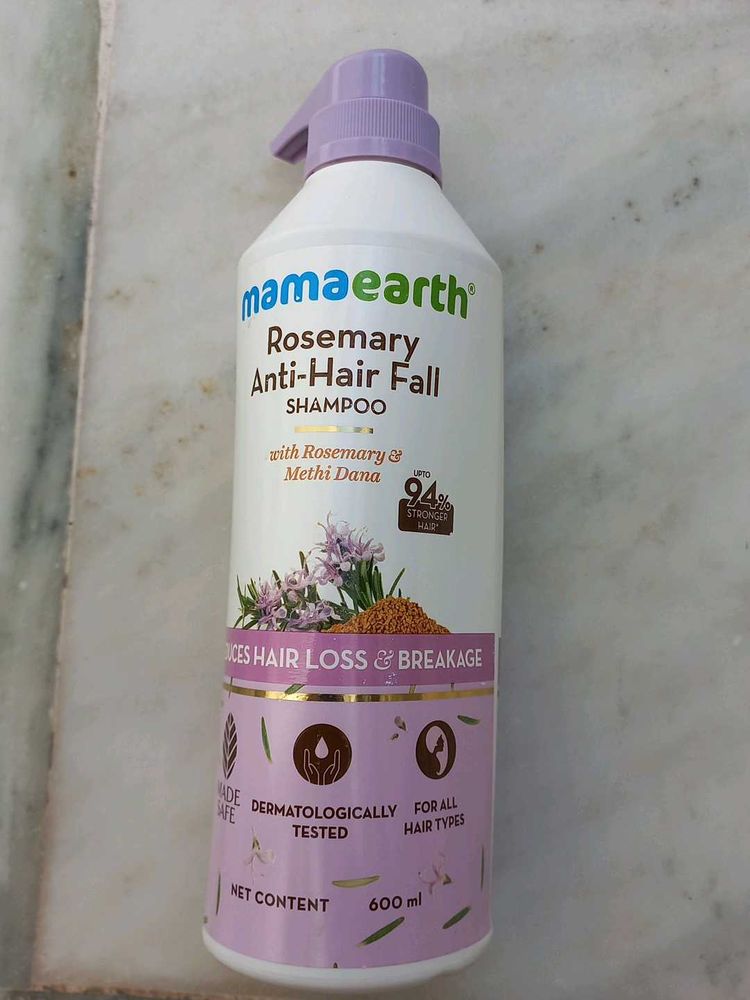 mamaearth®
Rosemary
Anti-Hair Fall
SHAMPOO
with Rosemary &
Methi Dana
UPTO
94%
STRONGER
HAIR*
HAIR LOSS & BREAKAGE
MADE
SAFE
DERMATOLOGICALLY
TESTED
FOR ALL
HAIR TYPES
NET CONTENT 600 ml